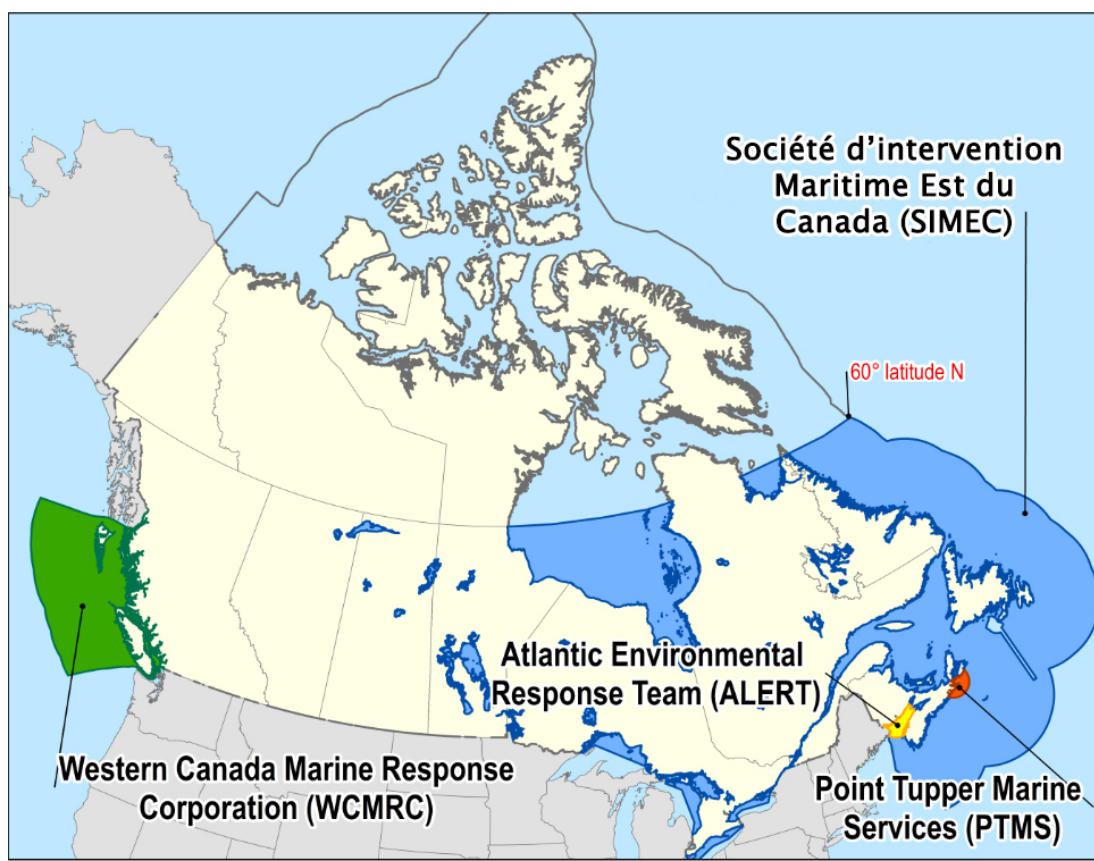 Société d'intervention
Maritime Est du
Canada (SIMEC)
60° latitude N
Atlantic Environmental
Response Team (ALERT)
Western Canada Marine Response
Corporation (WCMRC)
Point Tupper Marine
Services (PTMS)